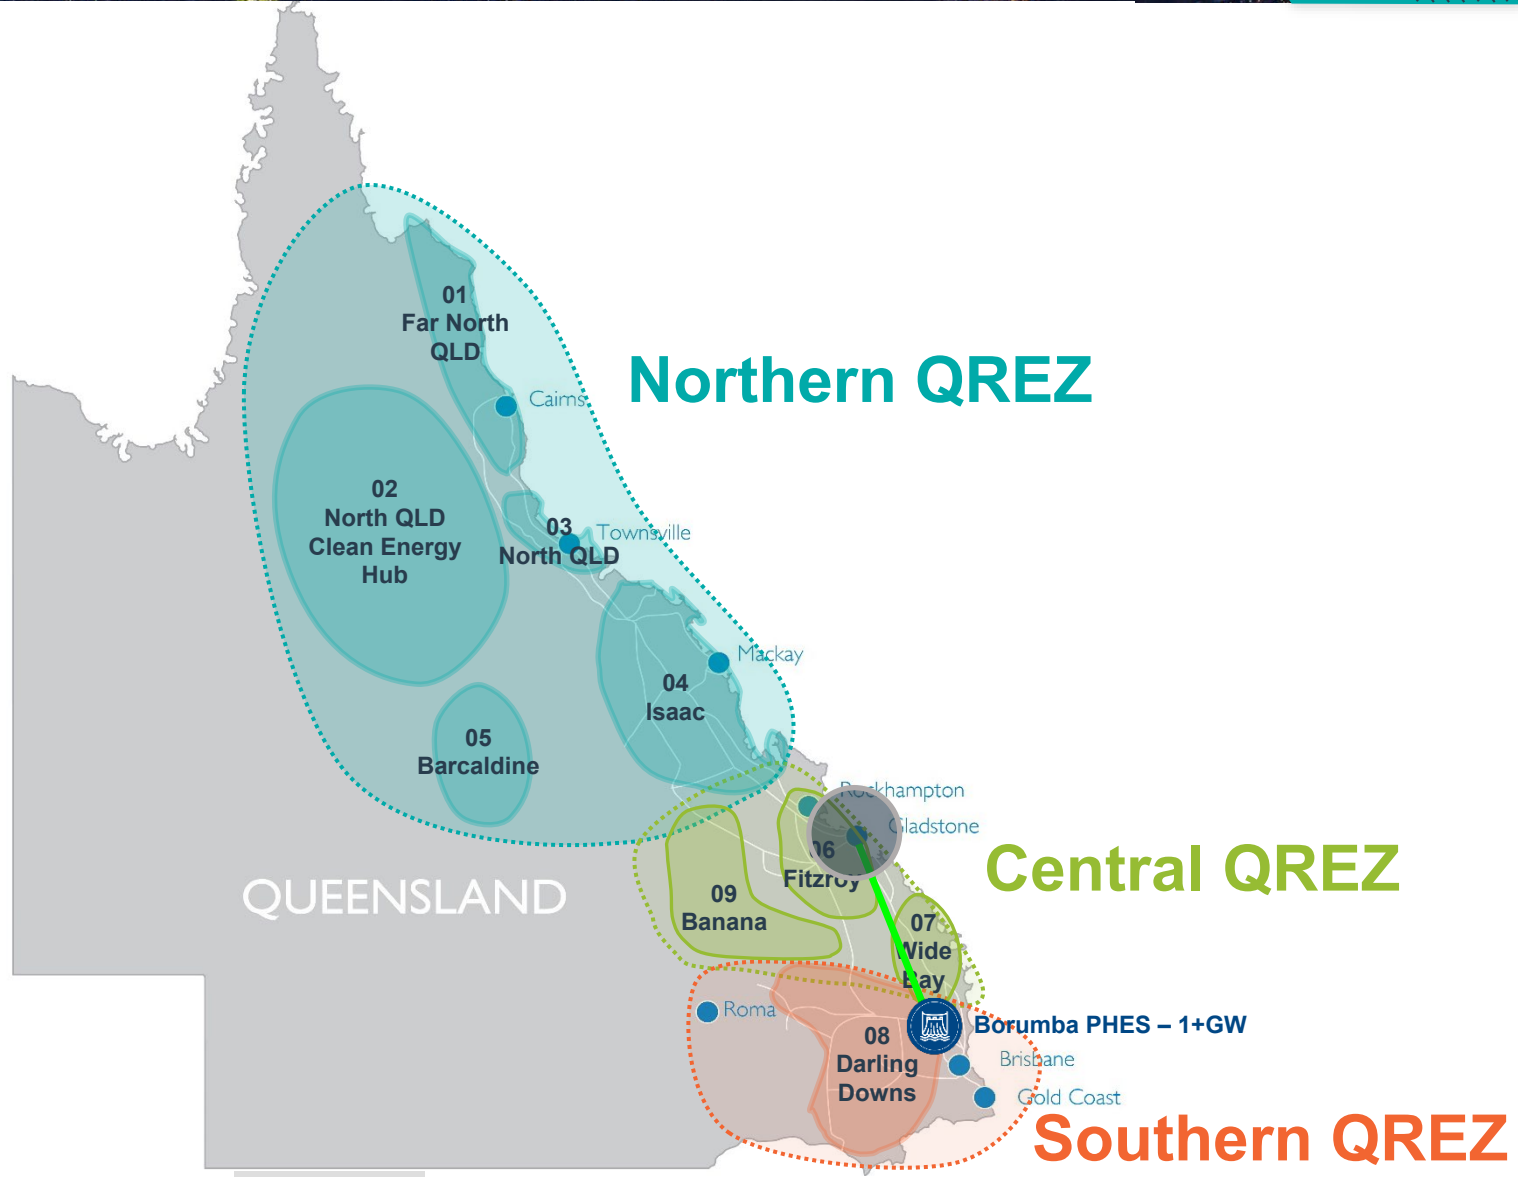 01
Far North
QLD
Northern QREZ
Cairns
02
North QLD
Clean Energy
Hub
03
North QLD
Townsville
Mackay
04
Isaac
05
Barcaldine
Rockhampton
Gladstone
06
Fitzroy
Central QREZ
QUEENSLAND
09
Banana
07
Wide
Bay
Roma
Borumba PHES – 1+GW
08
Darling
Downs
Brisbane
Gold Coast
Southern QREZ